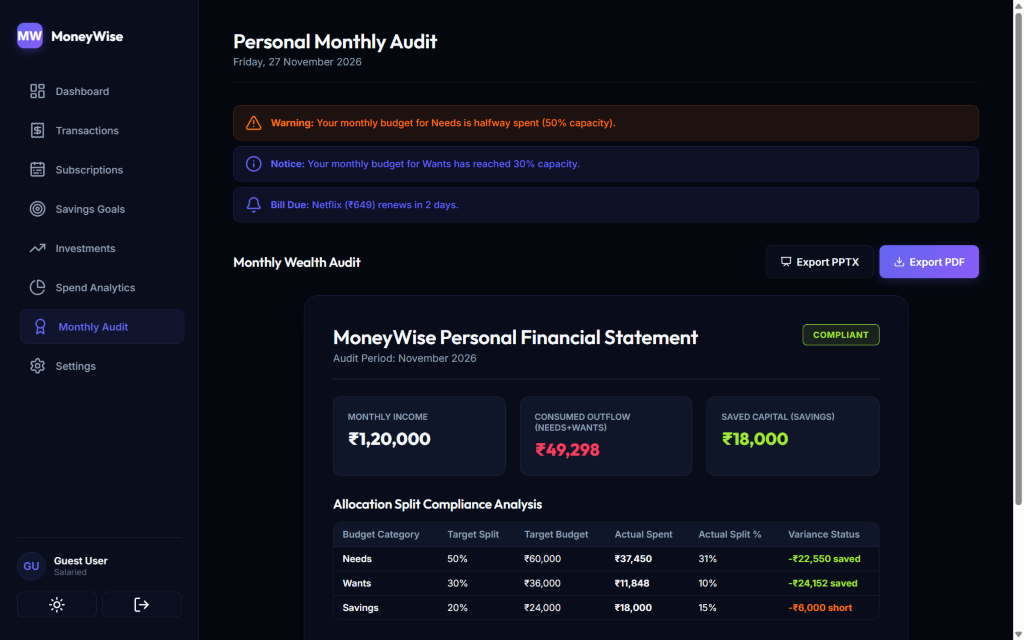 MW MoneyWise
Dashboard
Transactions
Subscriptions
Savings Goals
Investments
Spend Analytics
Monthly Audit
Settings
GU
Guest User
Salaried
Personal Monthly Audit
Friday, 27 November 2026
Warning: Your monthly budget for Needs is halfway spent (50% capacity).
Notice: Your monthly budget for Wants has reached 30% capacity.
Bill Due: Netflix (₹649) renews in 2 days.
Monthly Wealth Audit
Export PPTX
Export PDF
MoneyWise Personal Financial Statement
COMPLIANT
Audit Period: November 2026
MONTHLY INCOME
₹1,20,000
CONSUMED OUTFLOW
(NEEDS+WANTS)
₹49,298
SAVED CAPITAL (SAVINGS)
₹18,000
Allocation Split Compliance Analysis
Budget Category Target Split Target Budget Actual Spent Actual Split % Variance Status
Needs 50% ₹60,000 ₹37,450 31% -₹22,550 saved
Wants 30% ₹36,000 ₹11,848 10% -₹24,152 saved
Savings 20% ₹24,000 ₹18,000 15% -₹6,000 short